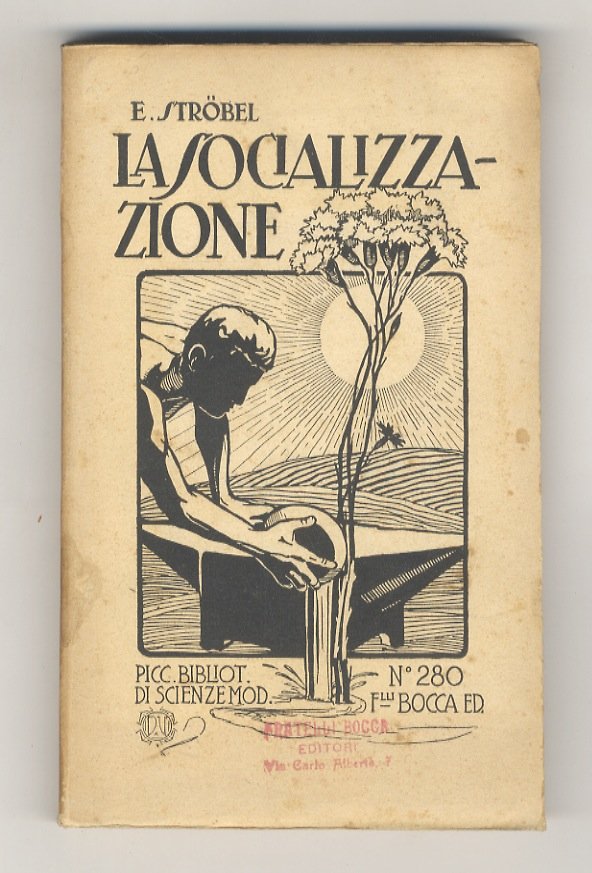 E. STRÖBEL
LA SOCIALIZZA-
ZIONE
PICC. BIBLIOT.
DI SCIENZE MOD.
N° 280
FLLI BOCCA ED.
FRATELLI BOCCA
EDITORI
Via Carlo Alberto, 7